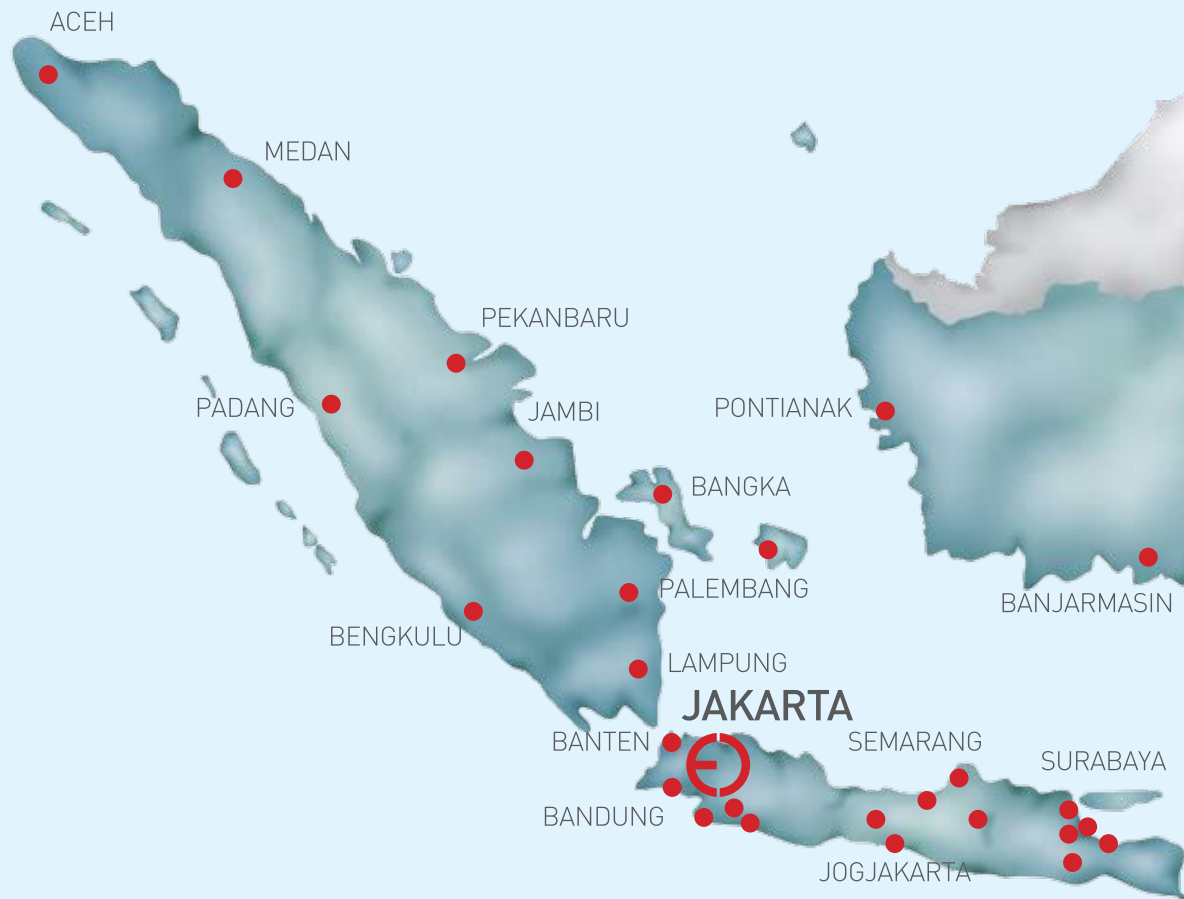 ACEH
MEDAN
PEKANBARU
PADANG
JAMBI
PONTIANAK
BANGKA
PALEMBANG
BANJARMASIN
BENGKULU
LAMPUNG
JAKARTA
BANTEN
SEMARANG
SURABAYA
BANDUNG
JOGJAKARTA